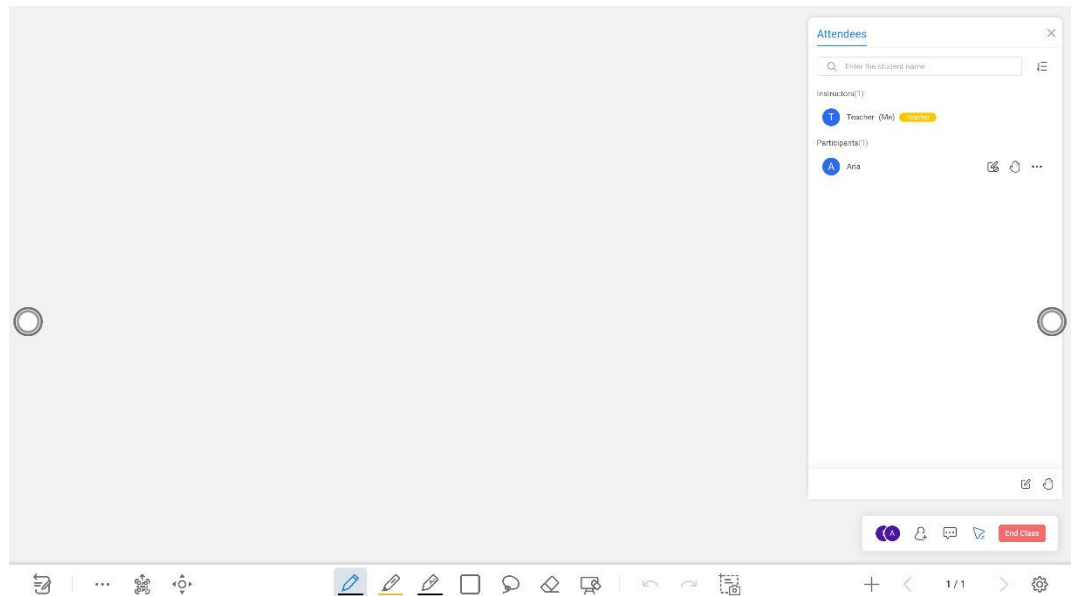 Attendees
Enter the student name
Instructors(1)
T Teacher (Me) Teacher
Participants(1)
A Aria
A End Class
1/1